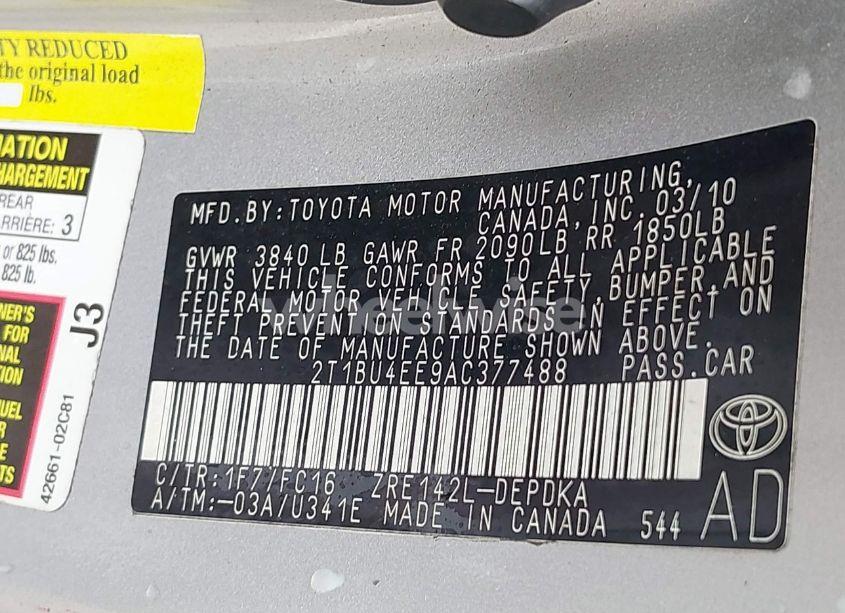 TY REDUCED
the original load
lbs.
MATION
HARGEMENT
REAR
ARRIÈRE: 3
or 825 lbs.
825 lb.
NER'S
FOR
NAL
TION
UEL
R
E
TS
J3
42661-02C81
MFD.BY:TOYOTA MOTOR MANUFACTURING,
CANADA, INC. 03/10
GVWR 3840 LB GAWR FR 2090LB RR 1850LB
THIS VEHICLE CONFORMS TO ALL APPLICABLE
FEDERAL MOTOR VEHICLE SAFETY, BUMPER, AND
THEFT PREVENTION STANDARDS IN EFFECT ON
THE DATE OF MANUFACTURE SHOWN ABOVE.
2T1BU4EE9AC377488 PASS.CAR
C/TR:1F7/FC16 ZRE142L-DEPDKA
A/TM:-03A/U341E MADE IN CANADA 544
AD